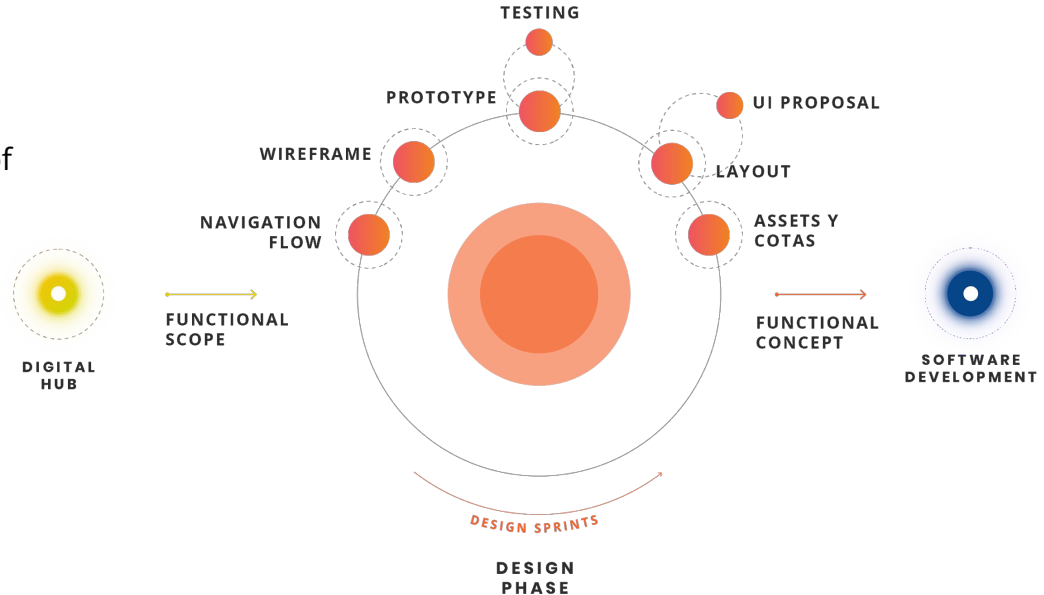 TESTING
PROTOTYPE
UI PROPOSAL
of
WIREFRAME
LAYOUT
NAVIGATION
FLOW
ASSETS Y
COTAS
FUNCTIONAL
SCOPE
FUNCTIONAL
CONCEPT
DIGITAL
HUB
SOFTWARE
DEVELOPMENT
DESIGN SPRINTS
DESIGN
PHASE